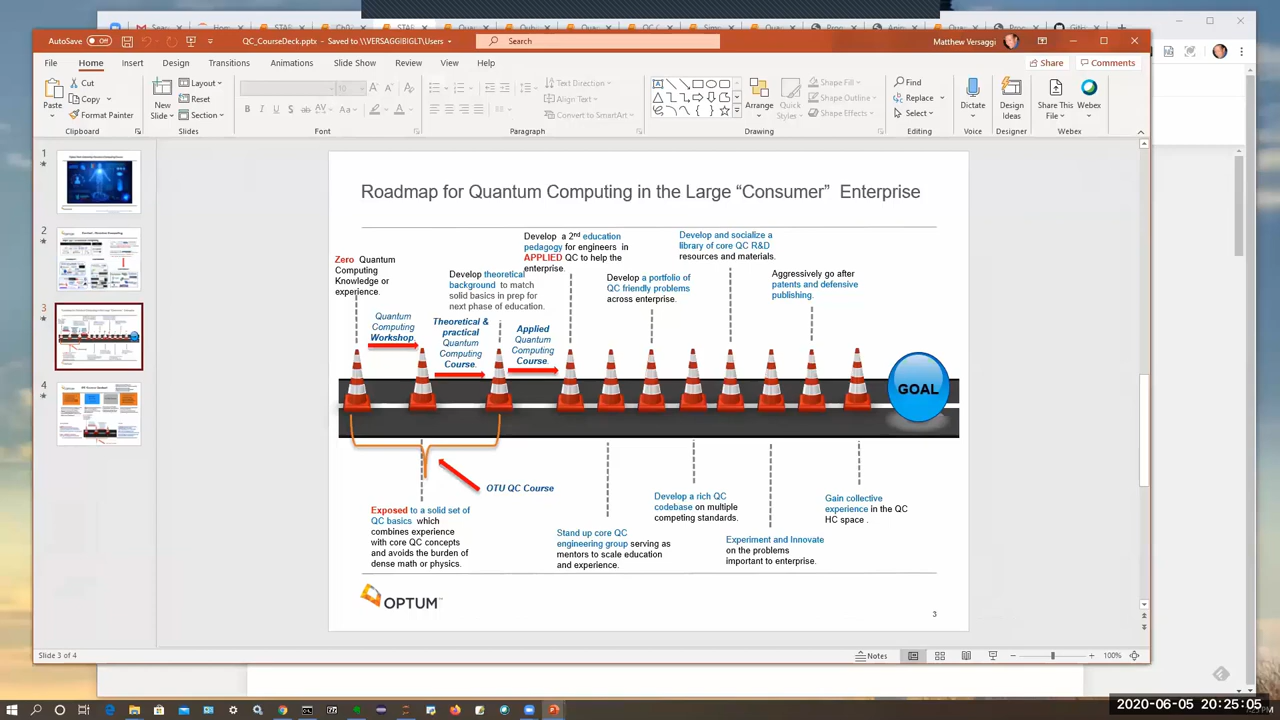 AutoSave Off
QC_CourseDeck.pptx - Saved to \\VERSAGGI\BIGLT\Users
Search
Matthew Versaggi
File Home Insert Design Transitions Animations Slide Show Review View Help
Share Comments
Paste
Cut
Copy
Format Painter
Clipboard
New
Slide
Layout
Reset
Section
Slides
Font
Text Direction
Align Text
Convert to SmartArt
Paragraph
Arrange
Quick
Styles
Shape Fill
Shape Outline
Shape Effects
Drawing
Find
Replace
Select
Editing
Dictate
Voice
Design
Ideas
Designer
Share This
File
Webex
Webex
1
2
3
4
Roadmap for Quantum Computing in the Large “Consumer” Enterprise
Zero Quantum
Computing
Knowledge or
experience.
Develop theoretical
background to match
solid basics in prep for
next phase of education.
Develop a 2nd education
pedagogy for engineers in
APPLIED QC to help the
enterprise.
Develop a portfolio of
QC friendly problems
across enterprise.
Develop and socialize a
library of core QC R&D
resources and materials.
Aggressively go after
patents and defensive
publishing.
Quantum
Computing
Workshop
Theoretical &
practical
Quantum
Computing
Course.
Applied
Quantum
Computing
Course.
GOAL
OTU QC Course
Exposed to a solid set of
QC basics which
combines experience
with core QC concepts
and avoids the burden of
dense math or physics.
Stand up core QC
engineering group serving as
mentors to scale education
and experience.
Develop a rich QC
codebase on multiple
competing standards.
Experiment and Innovate
on the problems
important to enterprise.
Gain collective
experience in the QC
HC space .
OPTUM™
3
Slide 3 of 4
Notes
100%
2020-06-05 20:25:05